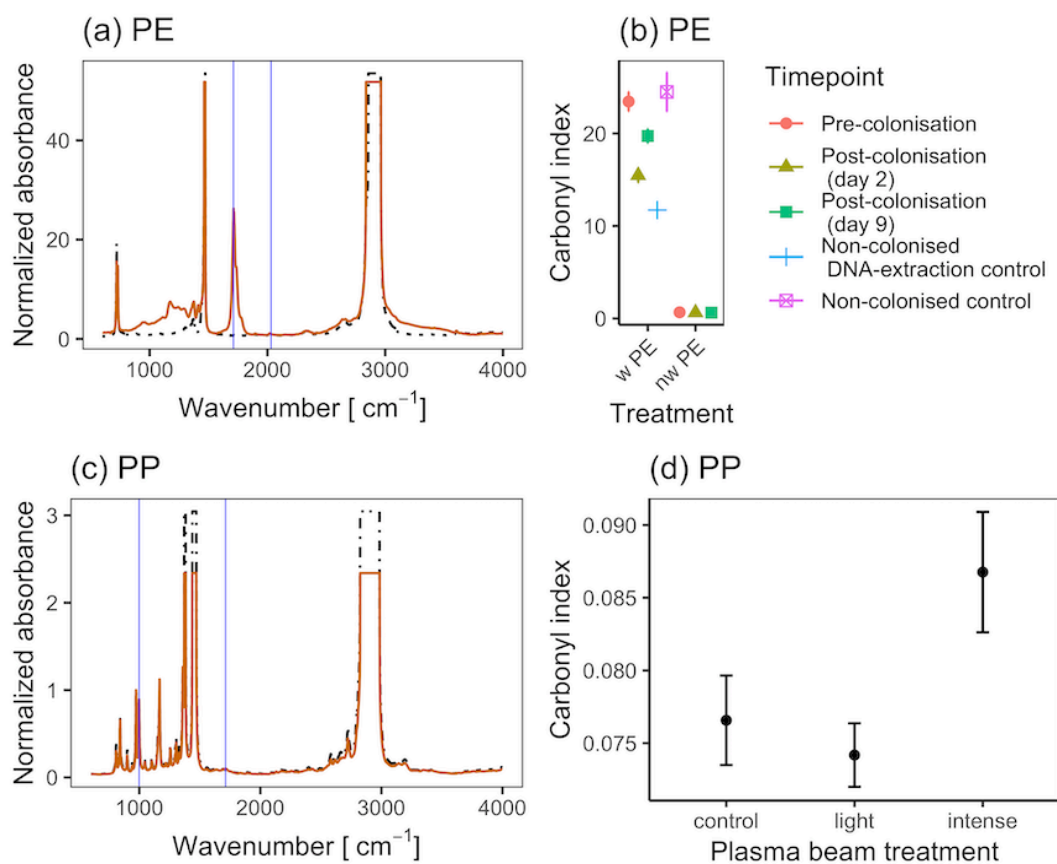 (a) PE
Normalized absorbance
40
20
0
1000
2000
3000
4000
Wavenumber [ cm⁻¹]
(b) PE
Carbonyl index
20
10
0
w PE
nw PE
Treatment
Timepoint
Pre-colonisation
Post-colonisation
(day 2)
Post-colonisation
(day 9)
Non-colonised
DNA-extraction control
Non-colonised control
(c) PP
Normalized absorbance
3
2
1
0
1000
2000
3000
4000
Wavenumber [ cm⁻¹]
(d) PP
Carbonyl index
0.090
0.085
0.080
0.075
control
light
intense
Plasma beam treatment